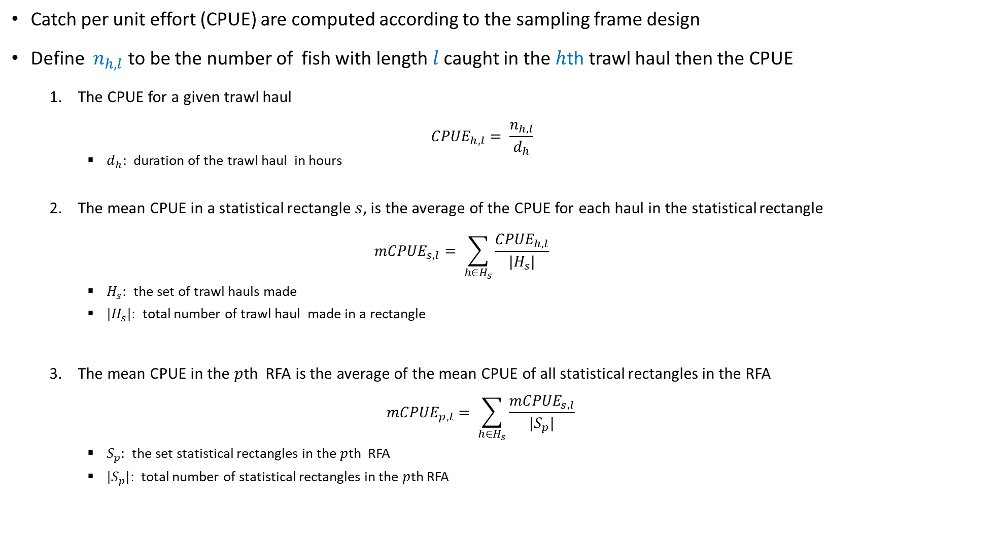 • Catch per unit effort (CPUE) are computed according to the sampling frame design
• Define n_{h,l} to be the number of fish with length l caught in the hth trawl haul then the CPUE
1. The CPUE for a given trawl haul
CPUE_{h,l} = \frac{n_{h,l}}{d_h}
▪ d_h: duration of the trawl haul in hours
2. The mean CPUE in a statistical rectangle s, is the average of the CPUE for each haul in the statistical rectangle
mCPUE_{s,l} = \sum_{h∈H_s} \frac{CPUE_{h,l}}{|H_s|}
▪ H_s: the set of trawl hauls made
▪ |H_s|: total number of trawl haul made in a rectangle
3. The mean CPUE in the pth RFA is the average of the mean CPUE of all statistical rectangles in the RFA
mCPUE_{p,l} = \sum_{h∈H_s} \frac{mCPUE_{s,l}}{|S_p|}
▪ S_p: the set statistical rectangles in the pth RFA
▪ |S_p|: total number of statistical rectangles in the pth RFA